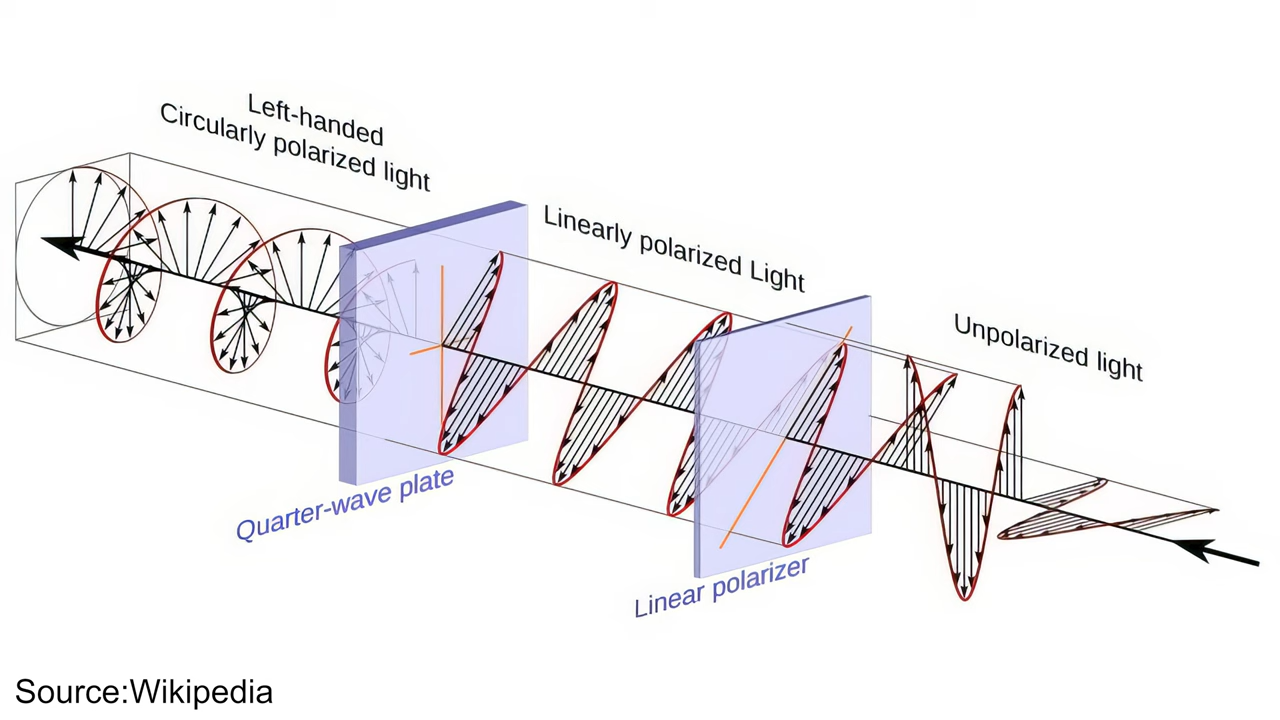 Left-handed
Circularly polarized light
Linearly polarized Light
Unpolarized light
Quarter-wave plate
Linear polarizer
Source:Wikipedia